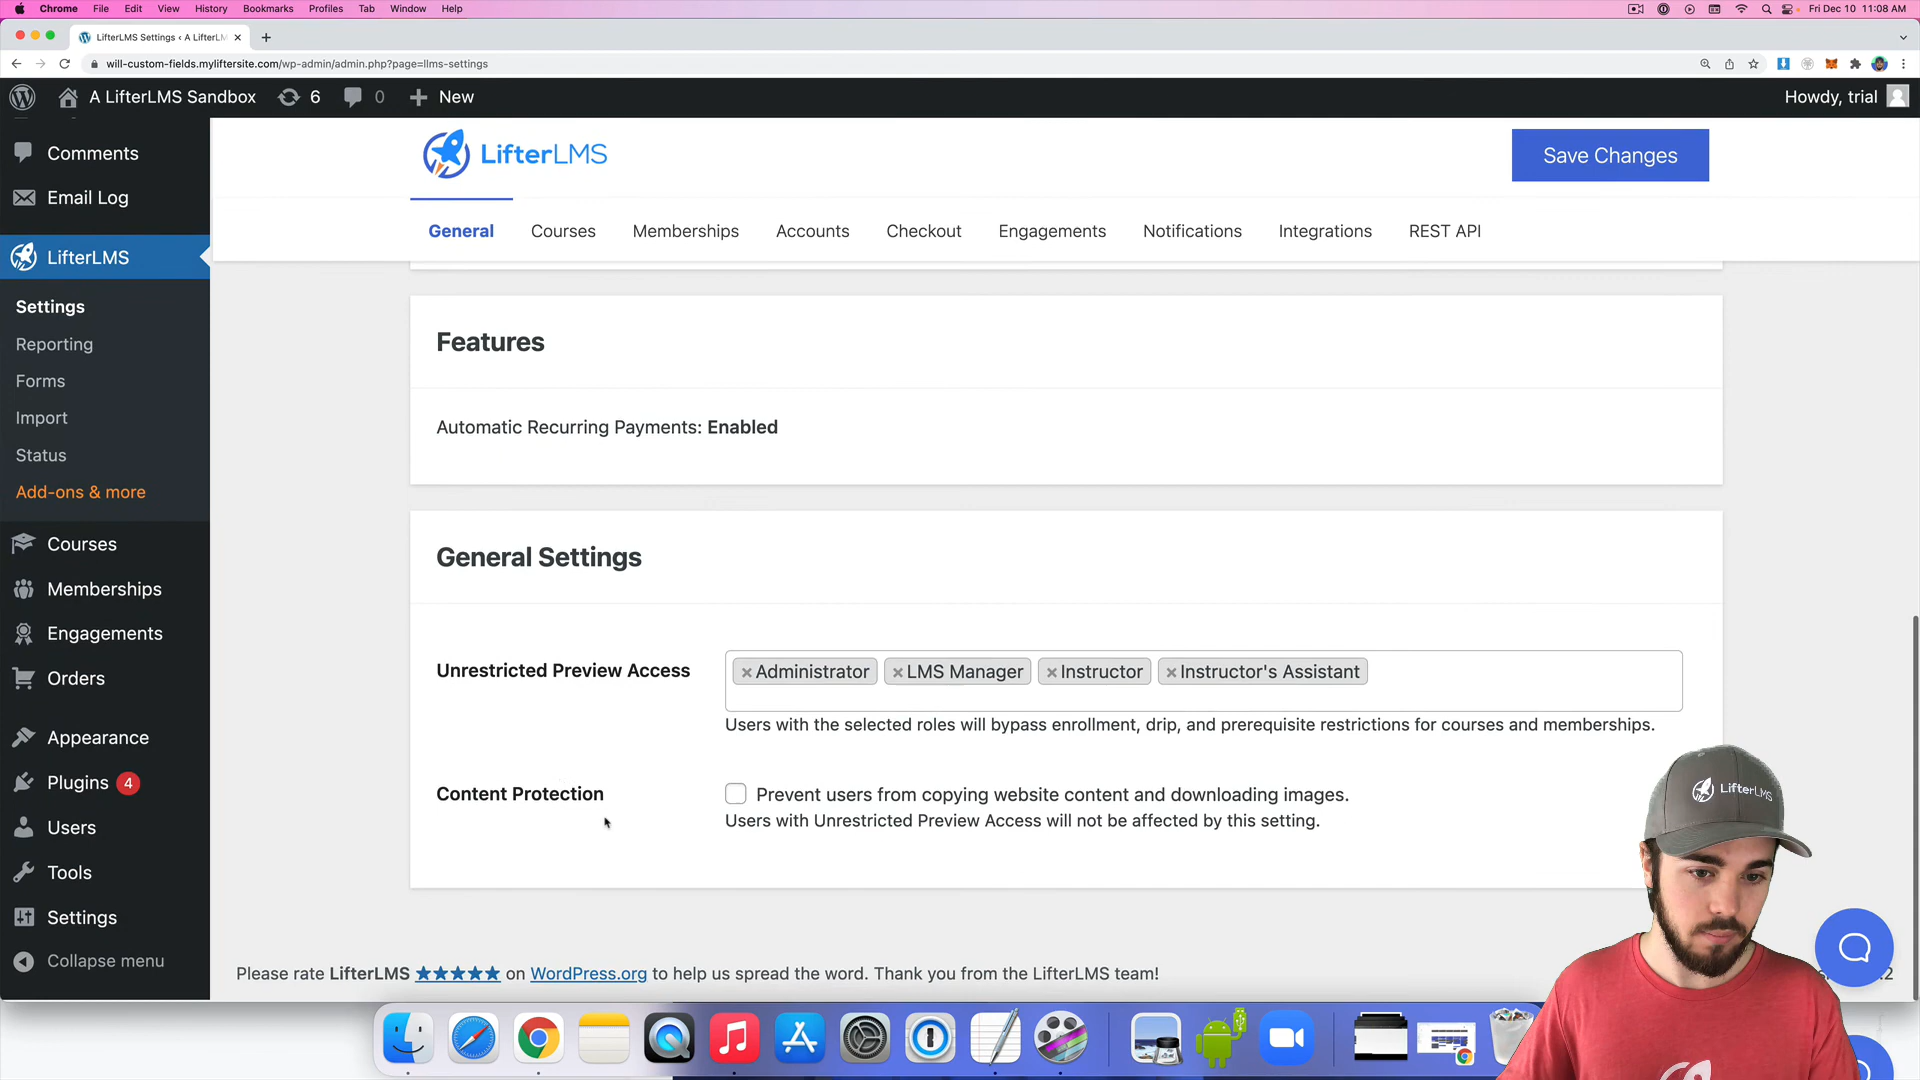 Chrome File Edit View History Bookmarks Profiles Tab Window Help
Fri Dec 10 11:08 AM
LifterLMS Settings ‹ A LifterLM
will-custom-fields.myliftersite.com/wp-admin/admin.php?page=llms-settings
A LifterLMS Sandbox 6 0 New
Howdy, trial
Comments
Email Log
LifterLMS
Settings
Reporting
Forms
Import
Status
Add-ons & more
Courses
Memberships
Engagements
Orders
Appearance
Plugins 4
Users
Tools
Settings
Collapse menu
LifterLMS
Save Changes
General Courses Memberships Accounts Checkout Engagements Notifications Integrations REST API
Features
Automatic Recurring Payments: Enabled
General Settings
Unrestricted Preview Access
× Administrator × LMS Manager × Instructor × Instructor's Assistant
Users with the selected roles will bypass enrollment, drip, and prerequisite restrictions for courses and memberships.
Content Protection
Prevent users from copying website content and downloading images.
Users with Unrestricted Preview Access will not be affected by this setting.
Please rate LifterLMS ★★★★★ on WordPress.org to help us spread the word. Thank you from the LifterLMS team!
LifterLMS